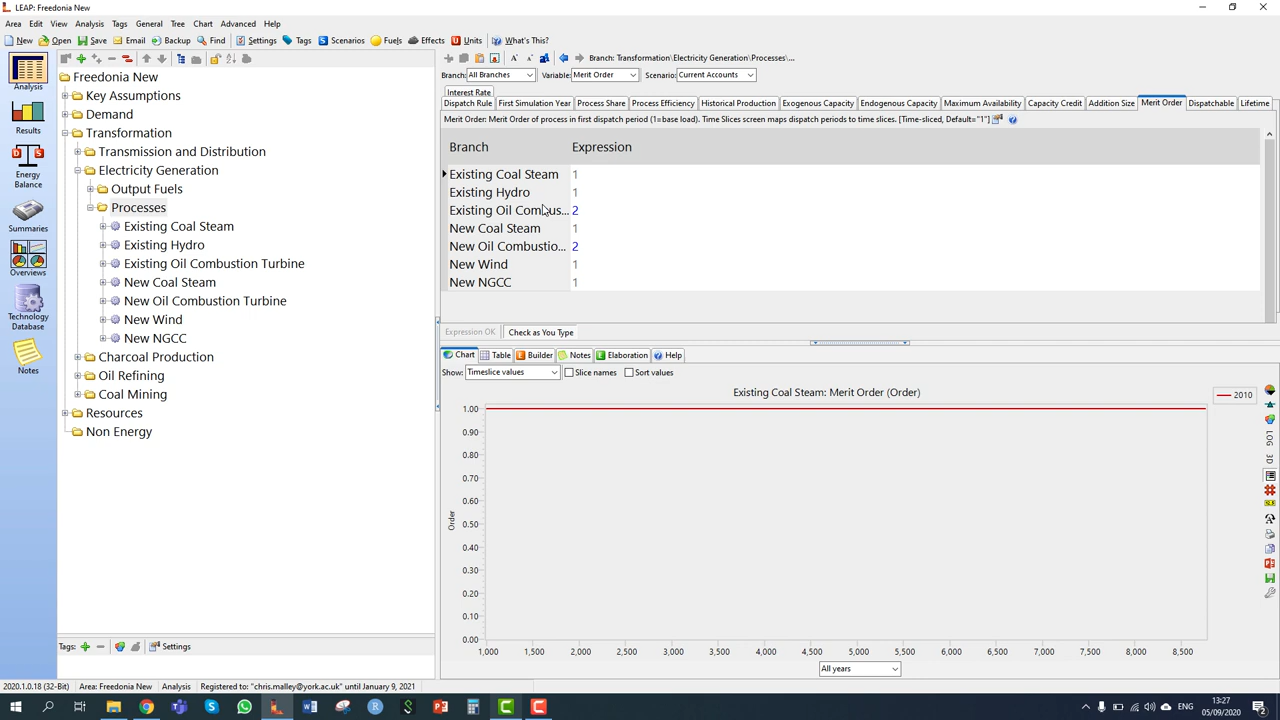 LEAP: Freedonia New
Area Edit View Analysis Tags General Tree Chart Advanced Help
New Open Save Email Backup Find Settings Tags Scenarios Fuels Effects Units What's This?
Analysis
Results
Energy Balance
Summaries
Overviews
Technology Database
Notes
Freedonia New
Key Assumptions
Demand
Transformation
Transmission and Distribution
Electricity Generation
Output Fuels
Processes
Existing Coal Steam
Existing Hydro
Existing Oil Combustion Turbine
New Coal Steam
New Oil Combustion Turbine
New Wind
New NGCC
Charcoal Production
Oil Refining
Coal Mining
Resources
Non Energy
Tags: Settings
Branch: Transformation\Electricity Generation\Processes/...
Branch: All Branches Variable: Merit Order Scenario: Current Accounts
Interest Rate
Dispatch Rule First Simulation Year Process Share Process Efficiency Historical Production Exogenous Capacity Endogenous Capacity Maximum Availability Capacity Credit Addition Size Merit Order Dispatchable Lifetime
Merit Order: Merit Order of process in first dispatch period (1=base load). Time Slices screen maps dispatch periods to time slices. [Time-sliced, Default="1"]
Branch Expression
Existing Coal Steam 1
Existing Hydro 1
Existing Oil Combus... 2
New Coal Steam 1
New Oil Combustio... 2
New Wind 1
New NGCC 1
Expression OK Check as You Type
Chart Table Builder Notes Elaboration Help
Show: Timeslice values Slice names Sort values
Existing Coal Steam: Merit Order (Order)
2010
1.00
0.90
0.80
0.70
0.60
0.50
0.40
0.30
0.20
0.10
0.00
Order
1,000 1,500 2,000 2,500 3,000 3,500 4,000 4,500 5,000 5,500 6,000 6,500 7,000 7,500 8,000 8,500
All years
LOG
3D
2020.1.0.18 (32-Bit) Area: Freedonia New Analysis Registered to: "chris.malley@york.ac.uk" until January 9, 2021
ENG
13:27
05/09/2020
2